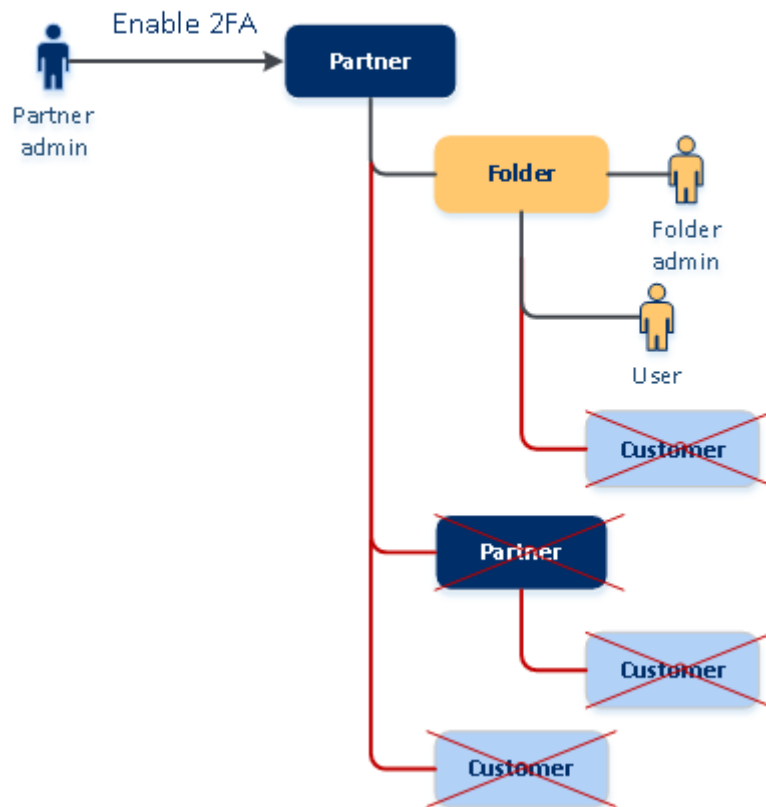 Enable 2FA
Partner
Partner
admin
Folder
Folder
admin
User
Customer
Partner
Customer
Customer